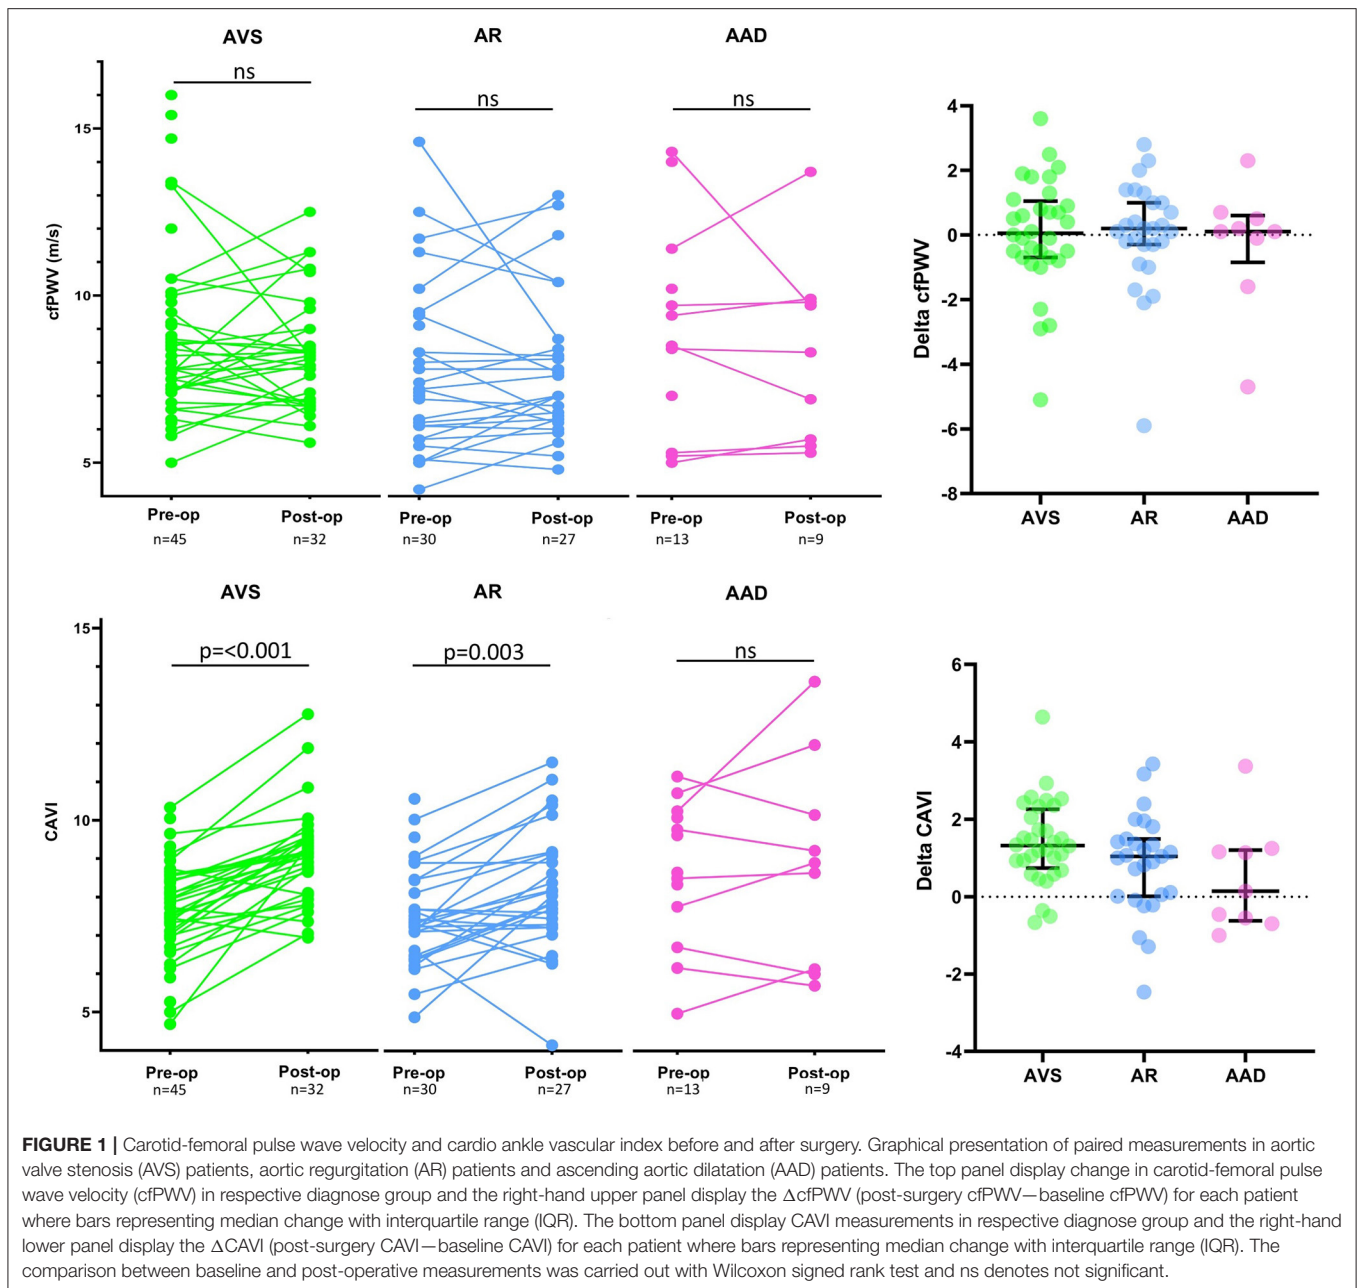 AVS
AR
AAD
ns
ns
ns
cfPWV (m/s)
15
10
5
Pre-op
Post-op
Pre-op
Post-op
Pre-op
Post-op
n=45
n=32
n=30
n=27
n=13
n=9
Delta cfPWV
4
2
0
-2
-4
-6
-8
AVS
AR
AAD
AVS
AR
AAD
p=<0.001
p=0.003
ns
CAVI
15
10
5
Pre-op
Post-op
Pre-op
Post-op
Pre-op
Post-op
n=45
n=32
n=30
n=27
n=13
n=9
Delta CAVI
6
4
2
0
-2
-4
AVS
AR
AAD
FIGURE 1 | Carotid-femoral pulse wave velocity and cardio ankle vascular index before and after surgery. Graphical presentation of paired measurements in aortic
valve stenosis (AVS) patients, aortic regurgitation (AR) patients and ascending aortic dilatation (AAD) patients. The top panel display change in carotid-femoral pulse
wave velocity (cfPWV) in respective diagnose group and the right-hand upper panel display the ΔcfPWV (post-surgery cfPWV—baseline cfPWV) for each patient
where bars representing median change with interquartile range (IQR). The bottom panel display CAVI measurements in respective diagnose group and the right-hand
lower panel display the ΔCAVI (post-surgery CAVI—baseline CAVI) for each patient where bars representing median change with interquartile range (IQR). The
comparison between baseline and post-operative measurements was carried out with Wilcoxon signed rank test and ns denotes not significant.